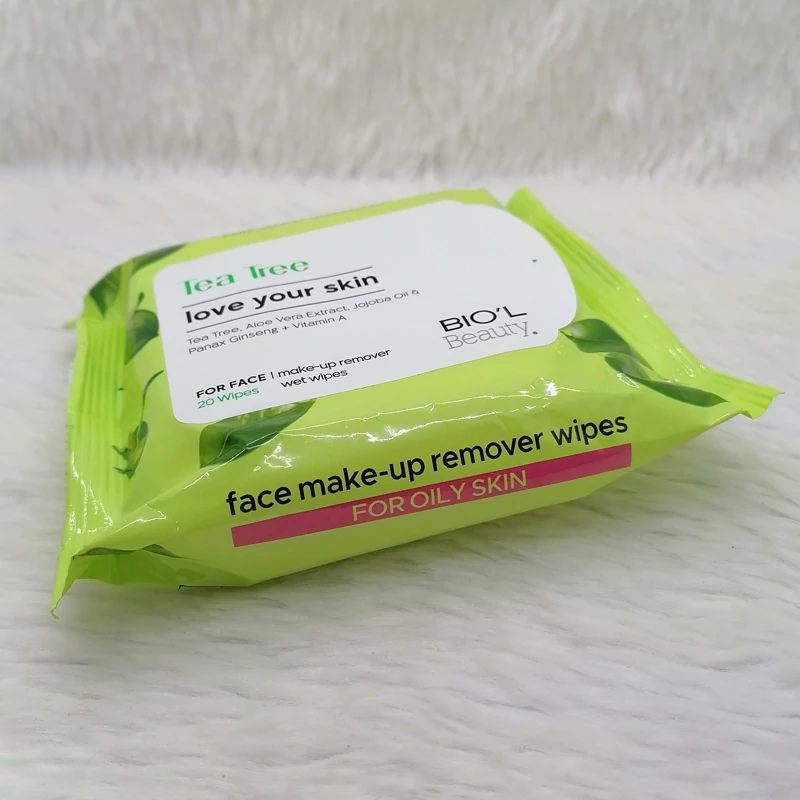 Tea Tree
love your skin
Tea Tree, Aloe Vera Extract, Jojoba Oil &
Panax Ginseng + Vitamin A
FOR FACE | make-up remover
20 Wipes wet wipes
BIO'L
Beauty.
face make-up remover wipes
FOR OILY SKIN